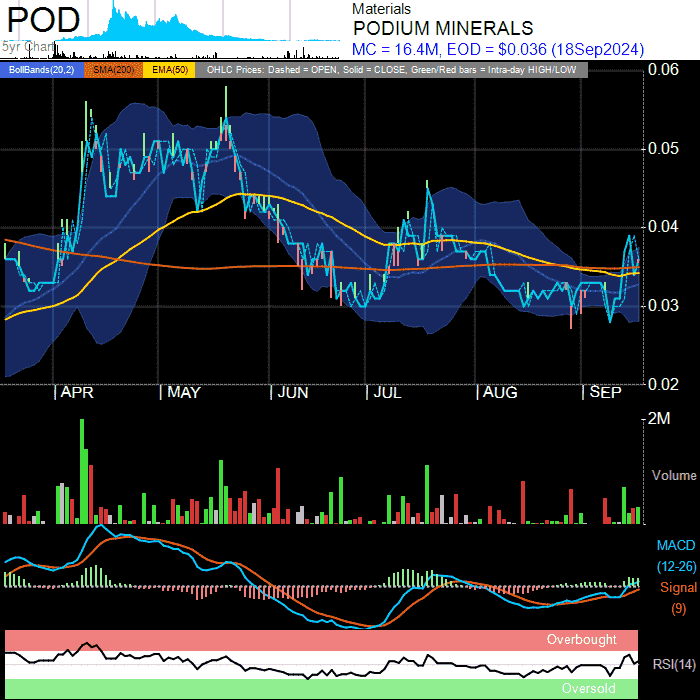 POD
5yr Chart
Materials
PODIUM MINERALS
MC = 16.4M, EOD = $0.036 (18Sep2024)
BollBands(20,2) SMA(200) EMA(50) OHLC Prices: Dashed = OPEN, Solid = CLOSE, Green/Red bars = Intra-day HIGH/LOW
0.06
0.05
0.04
0.03
0.02
APR MAY JUN JUL AUG SEP
2M
Volume
MACD
(12-26)
Signal
(9)
Overbought
RSI(14)
Oversold